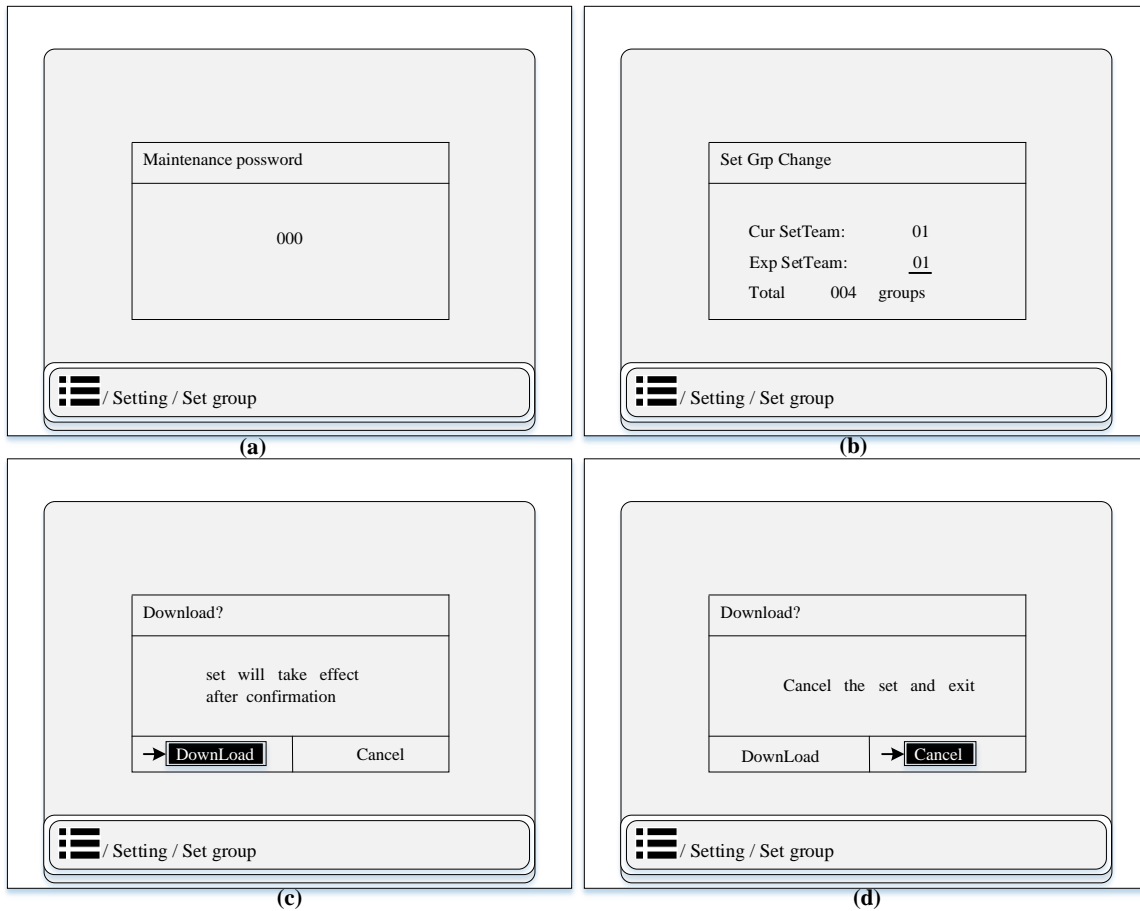 Maintenance possword
000
/ Setting / Set group
(a)
Set Grp Change
Cur SetTeam: 01
Exp SetTeam: 01
Total 004 groups
/ Setting / Set group
(b)
Download?
set will take effect
after confirmation
DownLoad Cancel
/ Setting / Set group
(c)
Download?
Cancel the set and exit
DownLoad Cancel
/ Setting / Set group
(d)